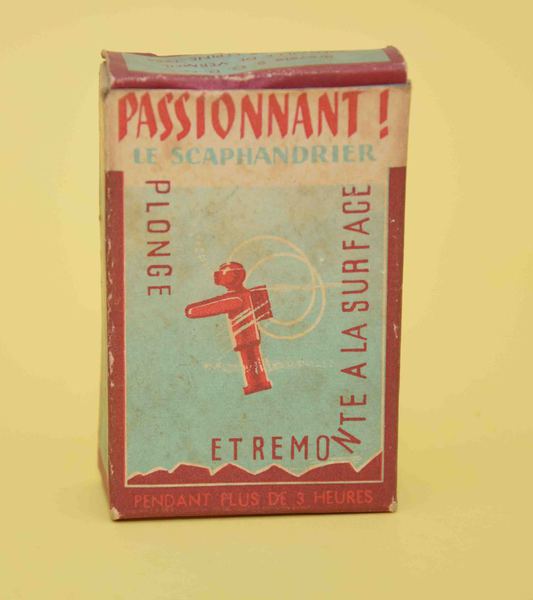 PASSIONNANT !
LE SCAPHANDRIER
PLONGE
ET REMONTE A LA SURFACE
PENDANT PLUS DE 3 HEURES